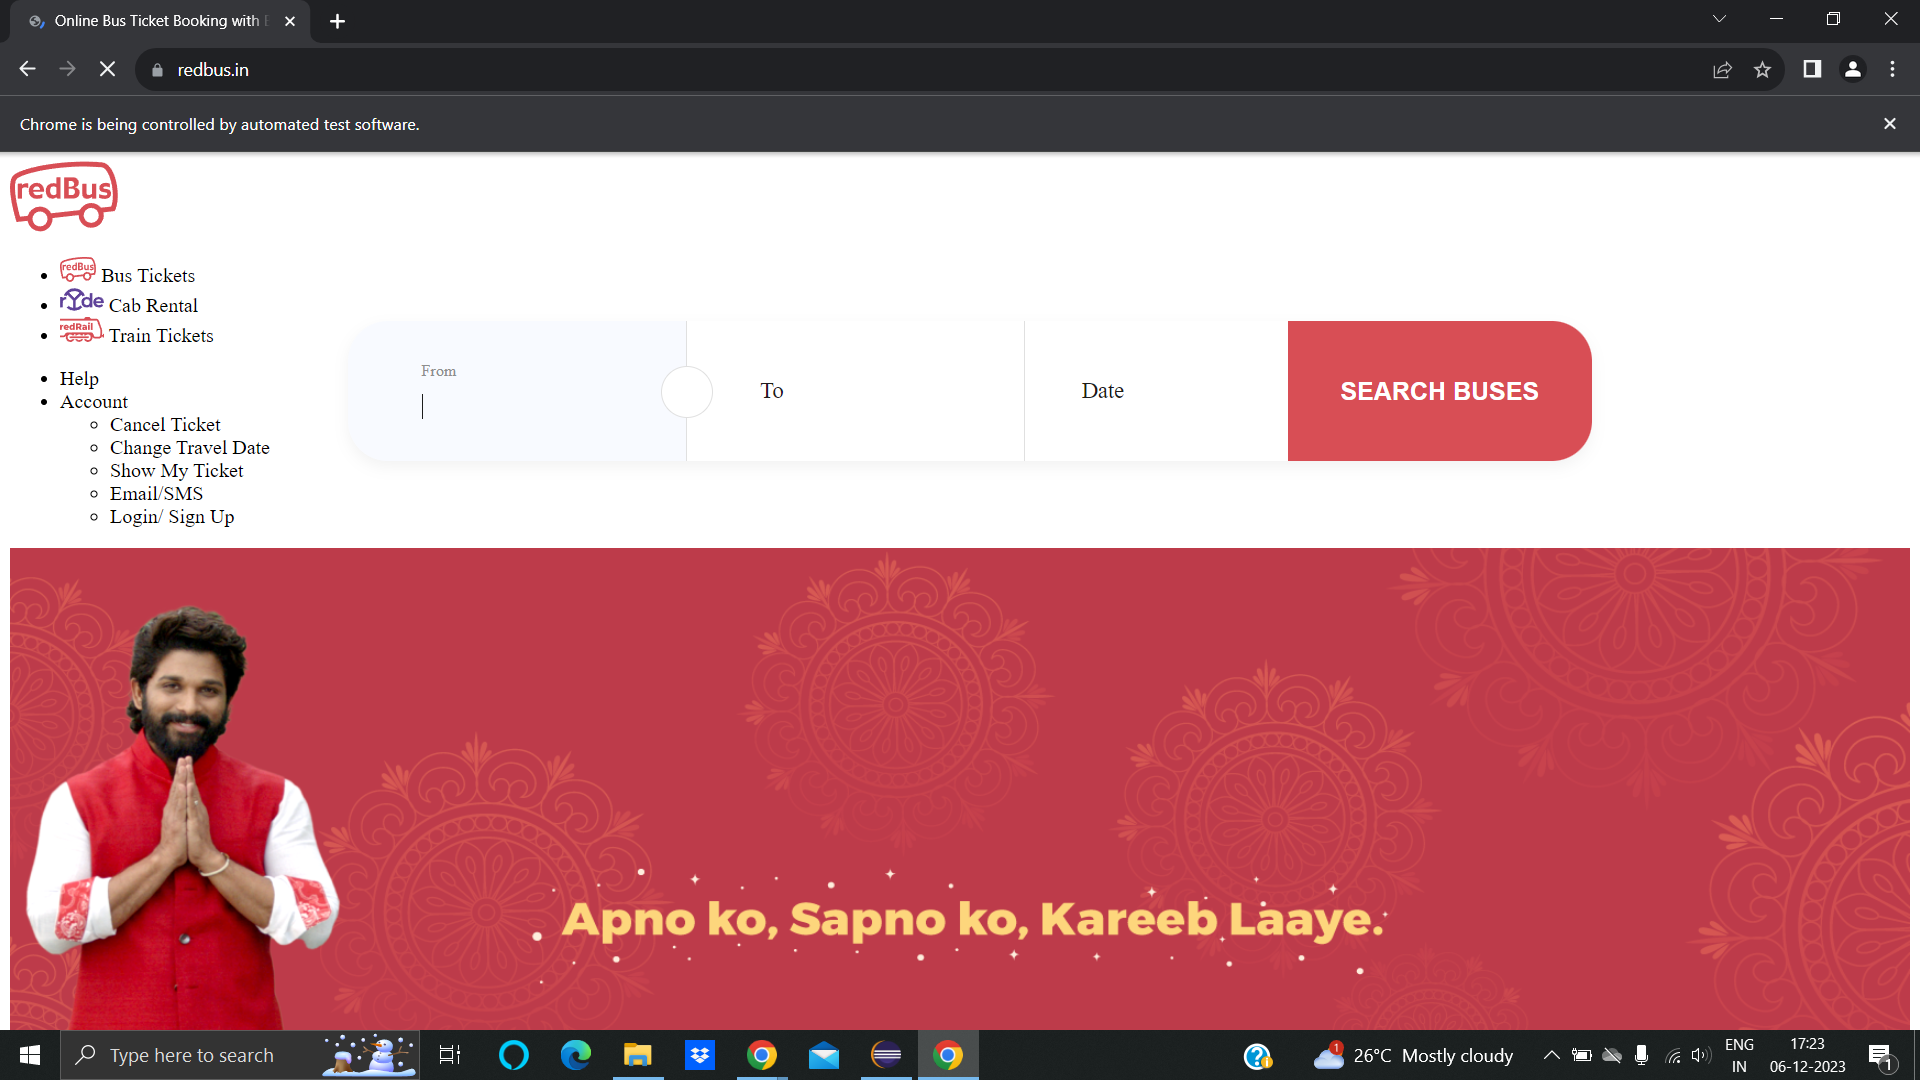 Online Bus Ticket Booking with
redbus.in
Chrome is being controlled by automated test software.
redBus
redBus Bus Tickets
rYde Cab Rental
redRail Train Tickets
Help
Account
Cancel Ticket
Change Travel Date
Show My Ticket
Email/SMS
Login/ Sign Up
From
To
Date
SEARCH BUSES
Apno ko, Sapno ko, Kareeb Laaye.
Type here to search
1
26°C Mostly cloudy
ENG
IN
17:23
06-12-2023
1